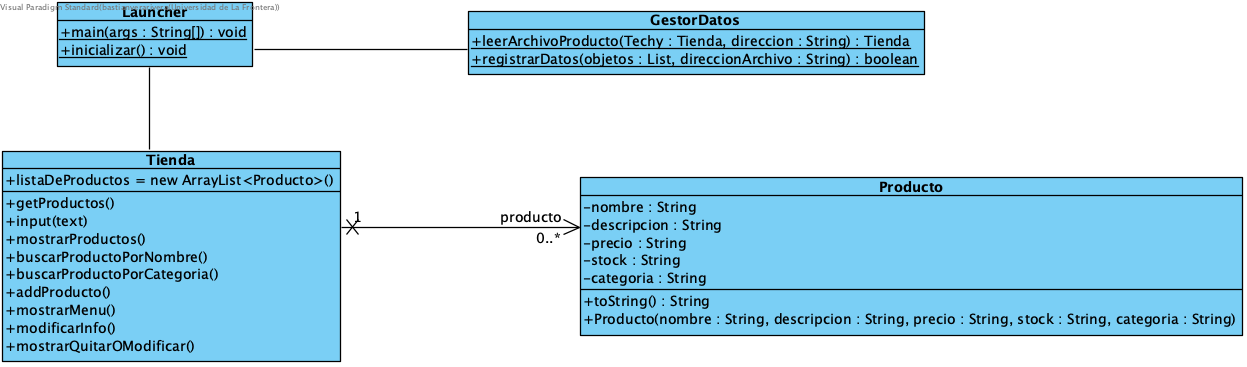 Visual Paradigm Standard(bastian
(Universidad de La Frontera))
Launcher
+main(args : String[]) : void
+inicializar() : void
GestorDatos
+leerArchivoProducto(Techy : Tienda, direccion : String) : Tienda
+registrarDatos(objetos : List, direccionArchivo : String) : boolean
Tienda
+listaDeProductos = new ArrayList<Producto>()
+getProductos()
+input(text)
+mostrarProductos()
+buscarProductoPorNombre()
+buscarProductoPorCategoria()
+addProducto()
+mostrarMenu()
+modificarInfo()
+mostrarQuitarOModificar()
1
producto
0..*
Producto
-nombre : String
-descripcion : String
-precio : String
-stock : String
-categoria : String
+toString() : String
+Producto(nombre : String, descripcion : String, precio : String, stock : String, categoria : String)